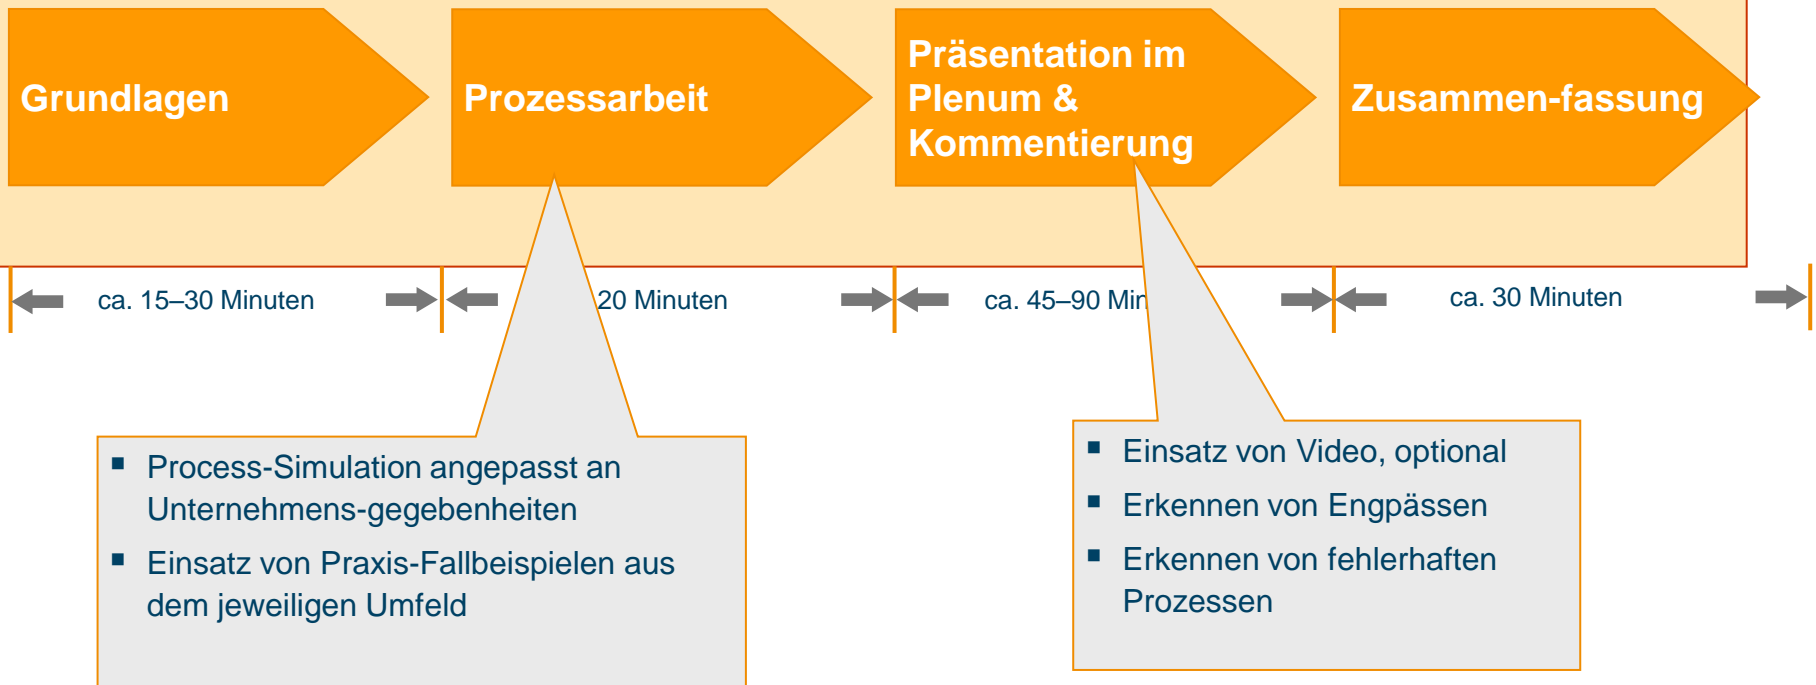 Grundlagen
Prozessarbeit
Präsentation im
Plenum &
Kommentierung
Zusammen-fassung
ca. 15–30 Minuten
20 Minuten
ca. 45–90 Min
ca. 30 Minuten
▪ Process-Simulation angepasst an
Unternehmens-gegebenheiten
▪ Einsatz von Praxis-Fallbeispielen aus
dem jeweiligen Umfeld
▪ Einsatz von Video, optional
▪ Erkennen von Engpässen
▪ Erkennen von fehlerhaften
Prozessen